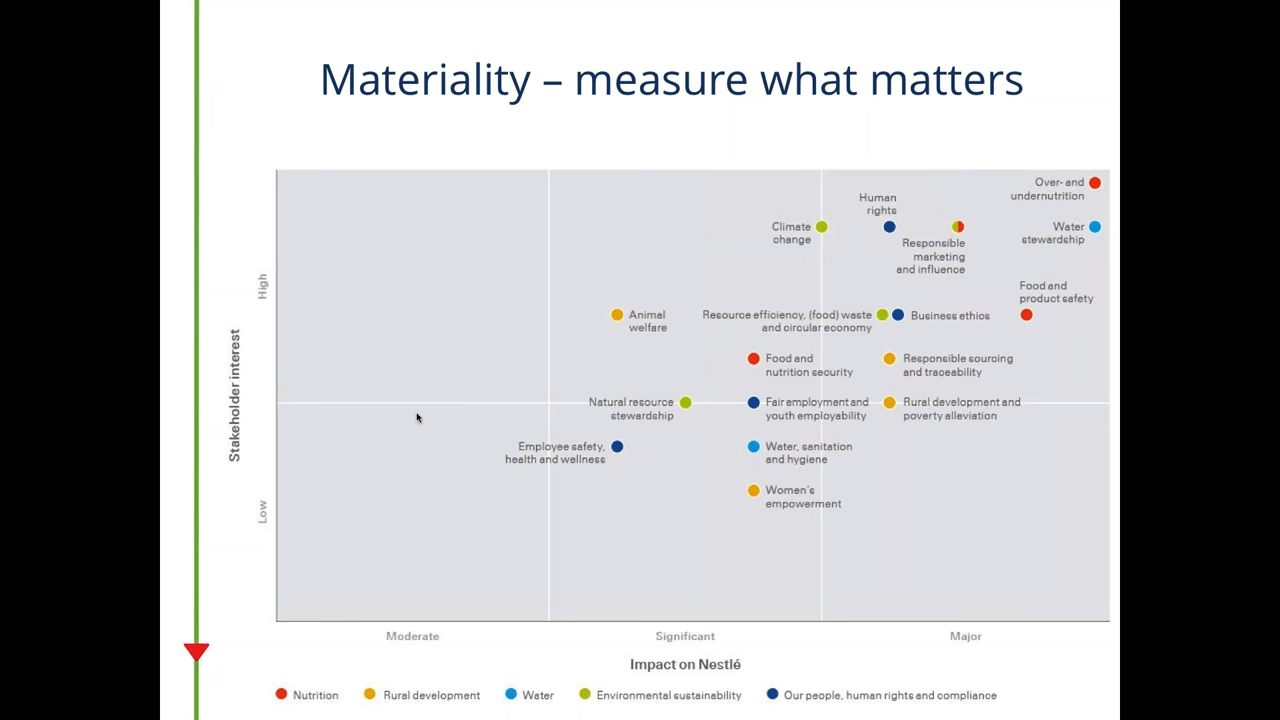 Materiality – measure what matters
Over- and
undernutrition
Human
rights
Climate
change
Water
stewardship
Responsible
marketing
and influence
Food and
product safety
Animal
welfare
Resource efficiency, (food) waste
and circular economy
Business ethics
Food and
nutrition security
Responsible sourcing
and traceability
Natural resource
stewardship
Fair employment and
youth employability
Rural development and
poverty alleviation
Employee safety,
health and wellness
Water, sanitation
and hygiene
Women's
empowerment
High
Stakeholder interest
Low
Moderate
Significant
Major
Impact on Nestlé
Nutrition
Rural development
Water
Environmental sustainability
Our people, human rights and compliance